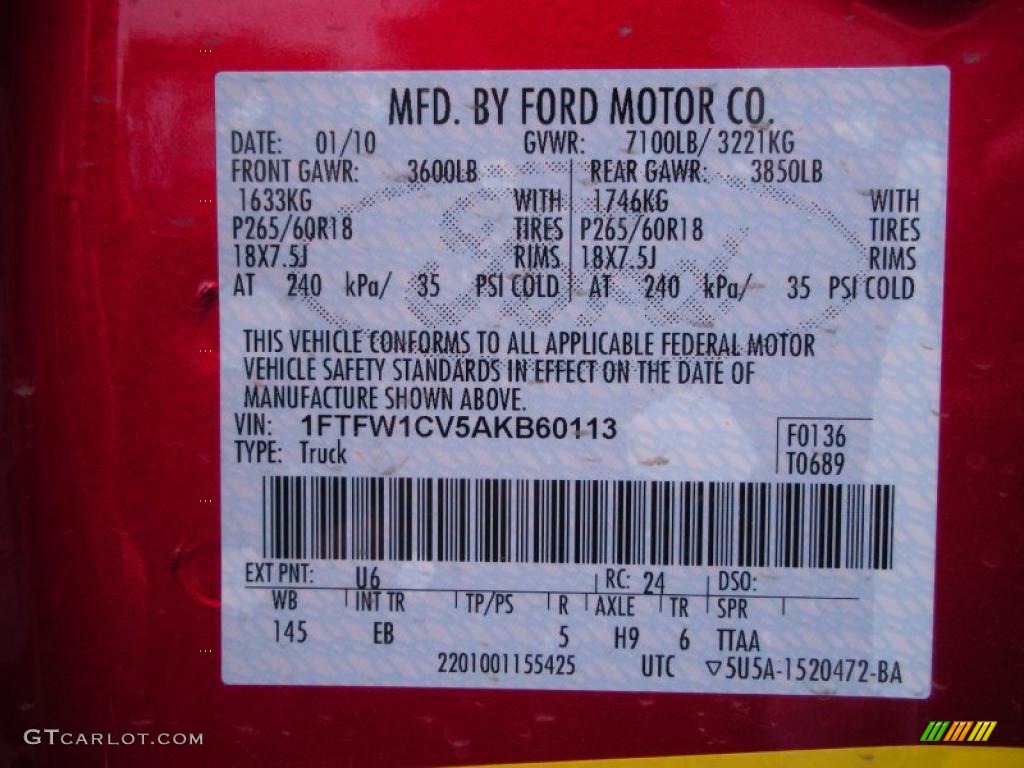 MFD. BY FORD MOTOR CO.
DATE: 01/10 GVWR: 7100LB/ 3221KG
FRONT GAWR: 3600LB REAR GAWR: 3850LB
1633KG WITH 1746KG WITH
P265/60R18 TIRES P265/60R18 TIRES
18X7.5J RIMS 18X7.5J RIMS
AT 240 kPa/ 35 PSI COLD AT 240 kPa/ 35 PSI COLD
THIS VEHICLE CONFORMS TO ALL APPLICABLE FEDERAL MOTOR
VEHICLE SAFETY STANDARDS IN EFFECT ON THE DATE OF
MANUFACTURE SHOWN ABOVE.
VIN: 1FTFW1CV5AKB60113
TYPE: Truck
F0136
T0689
EXT PNT: U6 RC: 24 DSO:
WB INT TR TP/PS R AXLE TR SPR
145 EB 5 H9 6 TTAA
2201001155425 UTC ▽5U5A-1520472-BA
GTCARLOT.COM